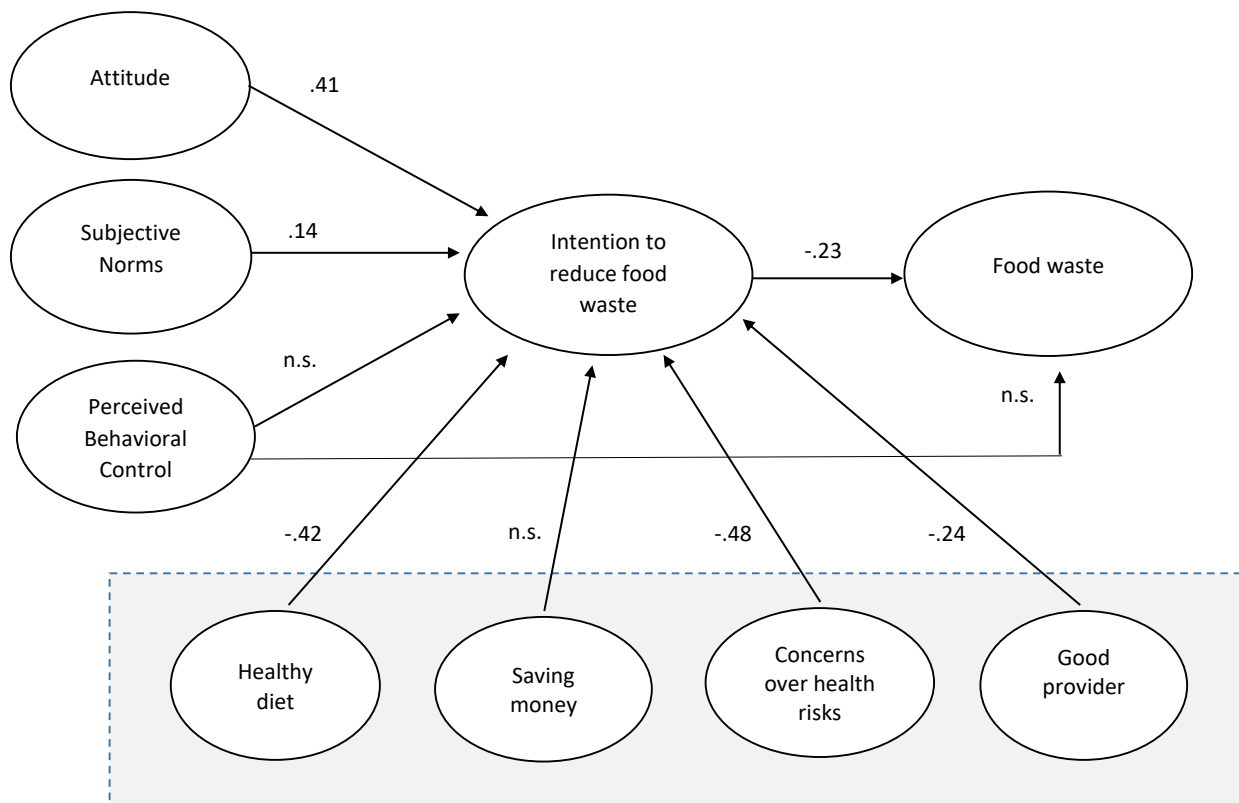 Attitude
.41
Subjective
Norms
.14
Intention to
reduce food
waste
-.23
Food waste
n.s.
Perceived
Behavioral
Control
n.s.
-.42
n.s.
-.48
-.24
Healthy
diet
Saving
money
Concerns
over health
risks
Good
provider